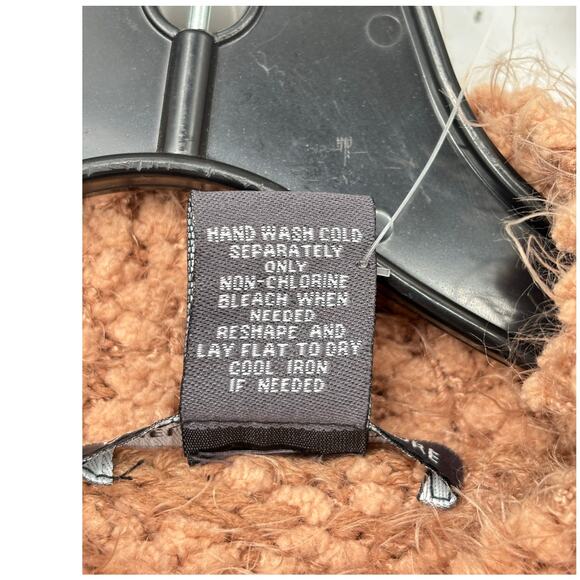 HAND WASH COLD
SEPARATELY
ONLY
NON-CHLORINE
BLEACH WHEN
NEEDED
RESHAPE AND
LAY FLAT TO DRY
COOL IRON
IF NEEDED